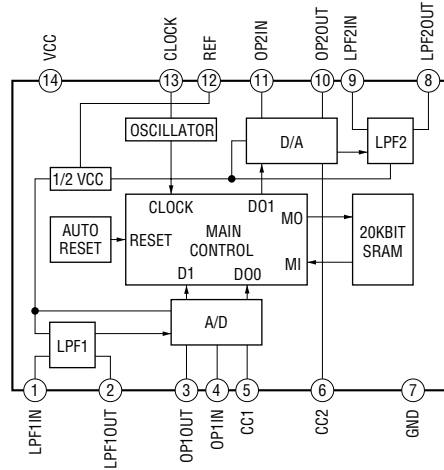 VCC
CLOCK
REF
OP2IN
OP2OUT
LPF2IN
LPF2OUT
14
13
12
11
10
9
8
OSCILLATOR
D/A
LPF2
1/2 VCC
CLOCK
DO1
MO
AUTO
RESET
RESET
MAIN
CONTROL
20KBIT
SRAM
MI
D1
DO0
A/D
LPF1
1
2
3
4
5
6
7
LPF1IN
LPF1OUT
OP1OUT
OP1IN
CC1
CC2
GND